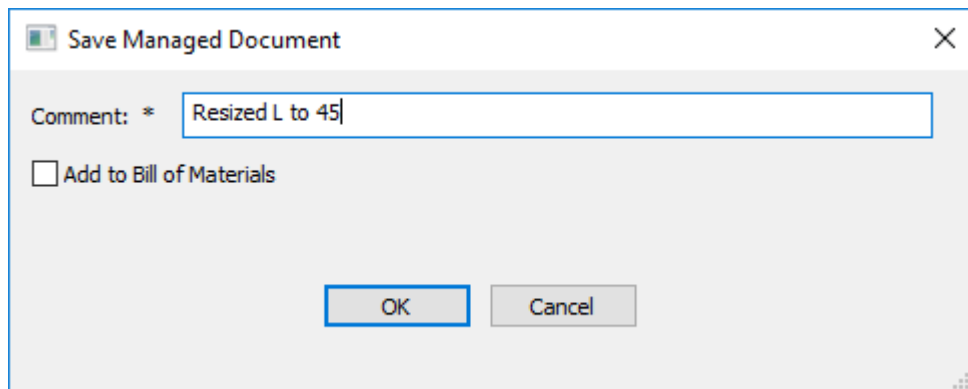 Save Managed Document
Comment: * Resized L to 45
Add to Bill of Materials
OK Cancel